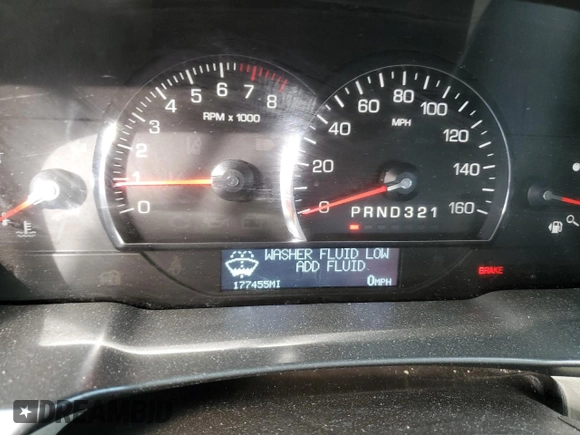 0 1 2 3 4 5 6 7 8
RPM x 1000
0 20 40 60 80 100 120 140 160
MPH
PRND321
WASHER FLUID LOW
ADD FLUID
177455MI 0MPH
BRAKE
DREAMBID